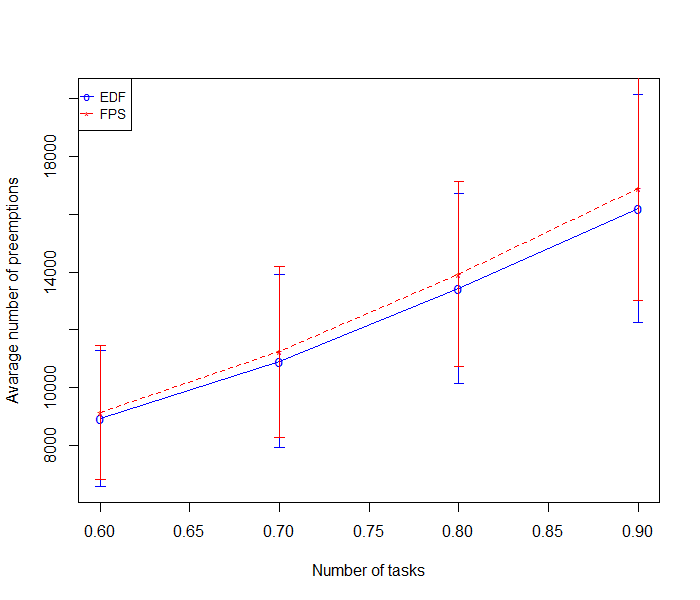 EDF
FPS
Avarage number of preemptions
18000
14000
10000
8000
0.60 0.65 0.70 0.75 0.80 0.85 0.90
Number of tasks